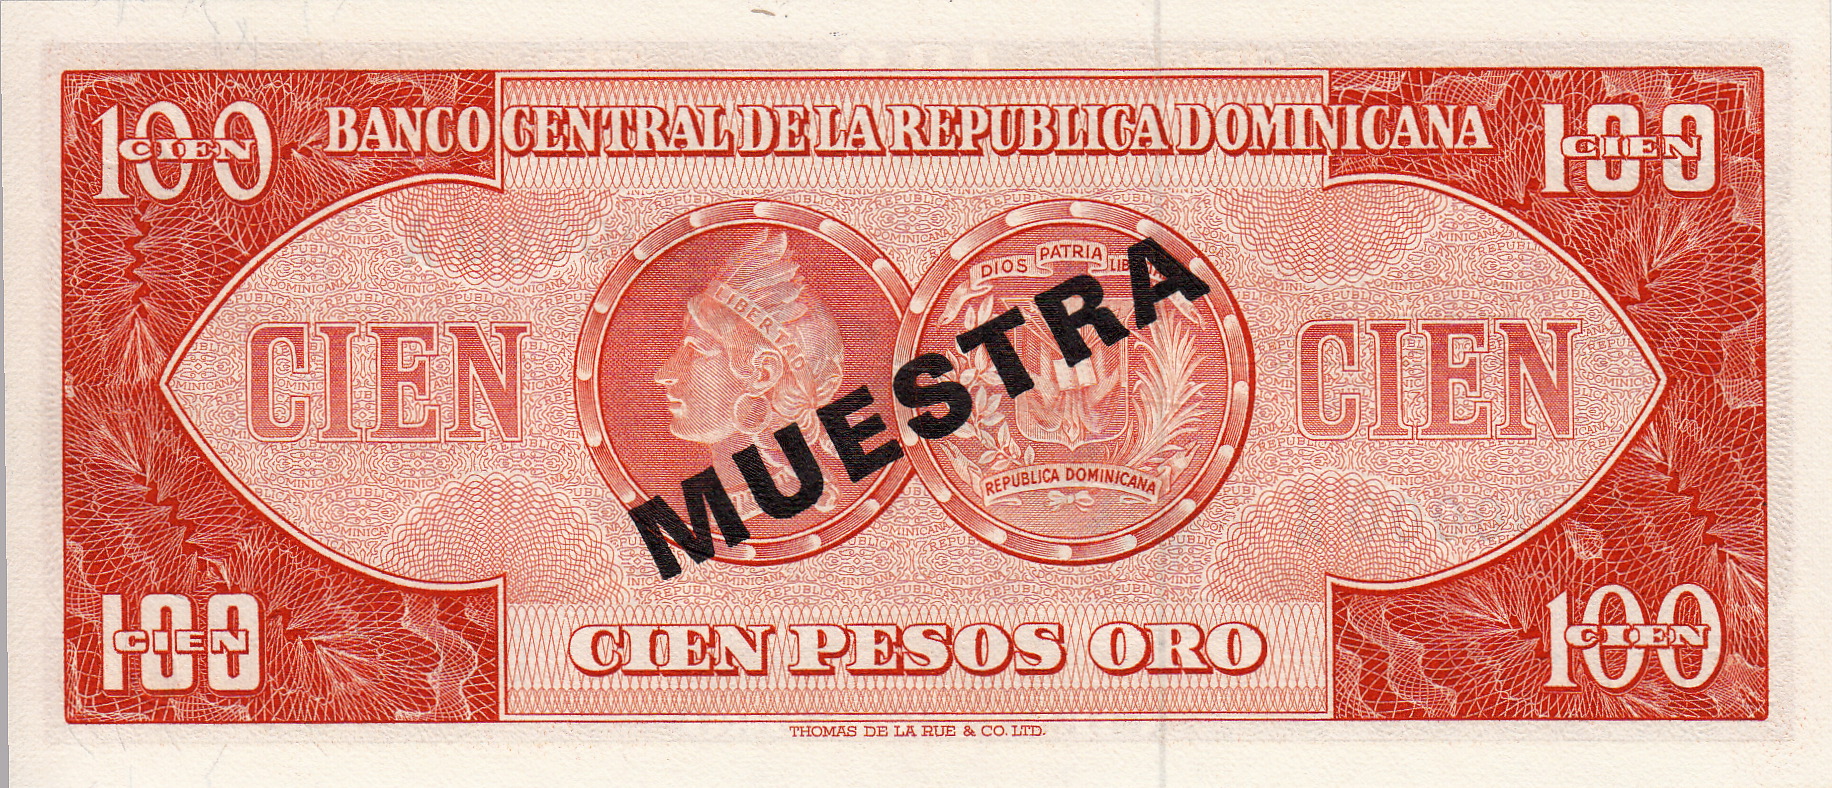 100 CIEN
BANCO CENTRAL DE LA REPUBLICA DOMINICANA
100 CIEN
DIOS PATRIA
LIBERTAD
CIEN
MUESTRA
CIEN
REPUBLICA DOMINICANA
100 CIEN
CIEN PESOS ORO
100 CIEN
THOMAS DE LA RUE & CO. LTD.